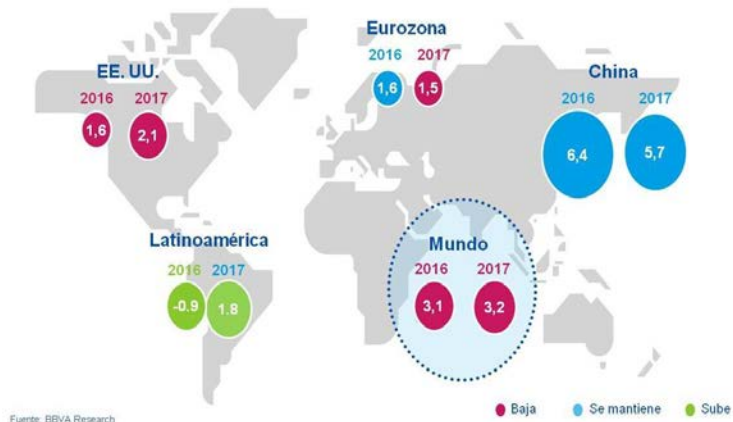 Eurozona
2016 2017
1,6 1,5
EE. UU.
2016 2017
1,6 2,1
China
2016 2017
6,4 5,7
Latinoamérica
2016 2017
-0.9 1.8
Mundo
2016 2017
3,1 3,2
Fuente: BBVA Research
Baja Se mantiene Sube